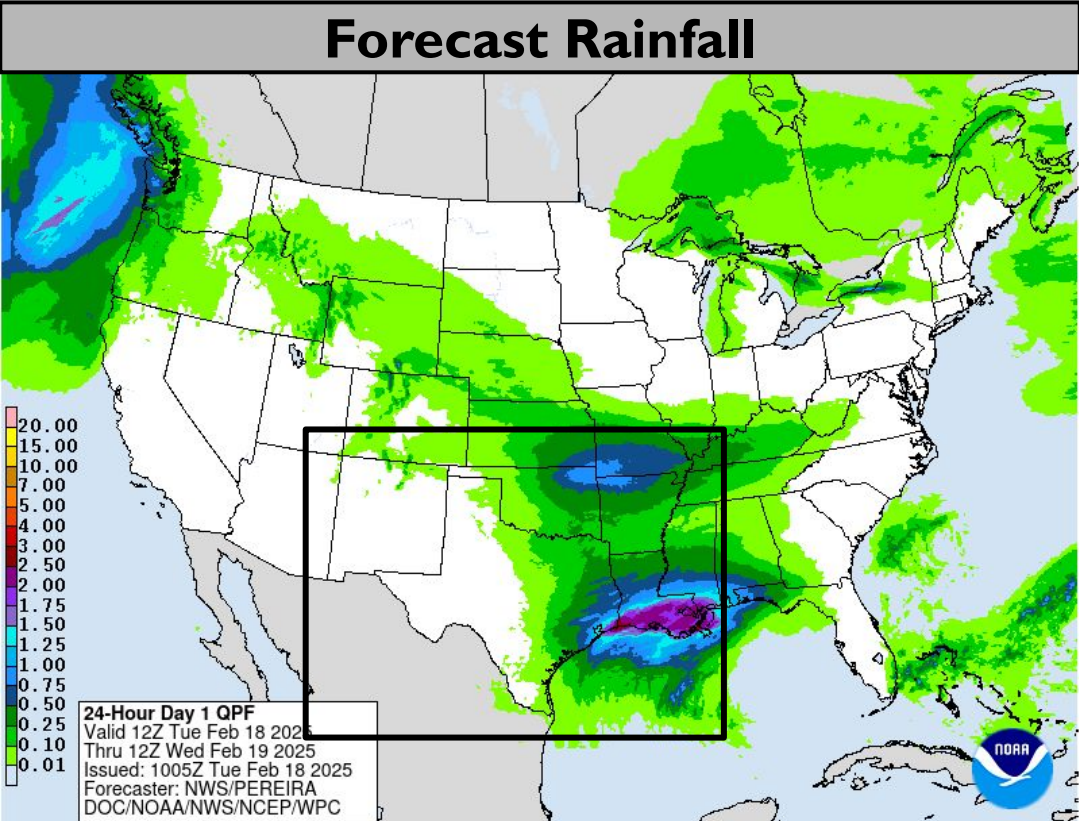 Forecast Rainfall
20.00
15.00
10.00
7.00
5.00
4.00
3.00
2.50
2.00
1.75
1.50
1.25
1.00
0.75
0.50
0.25
0.10
0.01
24-Hour Day 1 QPF
Valid 12Z Tue Feb 18 2025
Thru 12Z Wed Feb 19 2025
Issued: 1005Z Tue Feb 18 2025
Forecaster: NWS/PEREIRA
DOC/NOAA/NWS/NCEP/WPC
NOAA